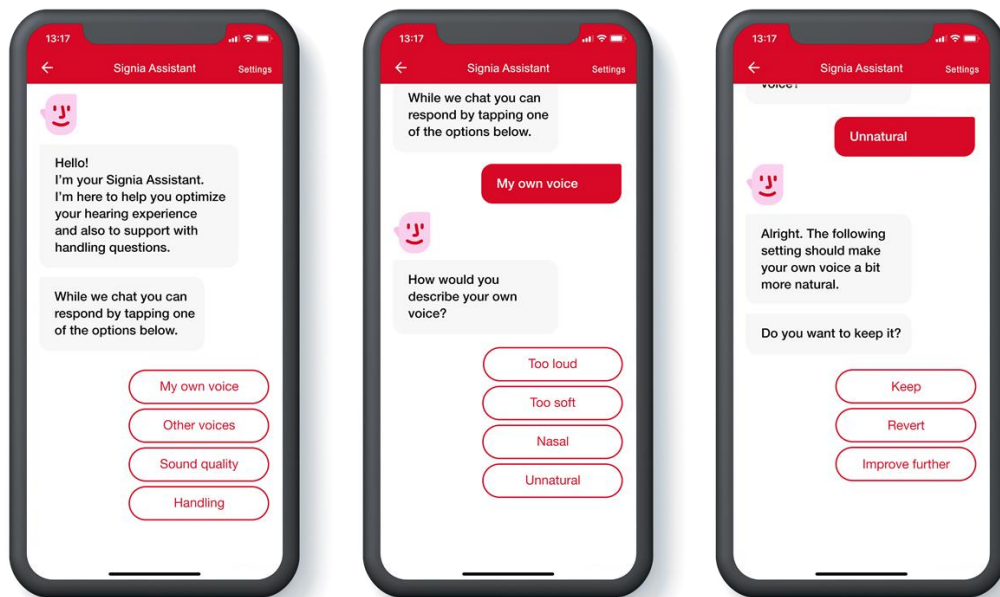 13:17
Signia Assistant
Settings
Hello!
I'm your Signia Assistant.
I'm here to help you optimize
your hearing experience
and also to support with
handling questions.
While we chat you can
respond by tapping one
of the options below.
My own voice
Other voices
Sound quality
Handling
13:17
Signia Assistant
Settings
While we chat you can
respond by tapping one
of the options below.
My own voice
How would you
describe your own
voice?
Too loud
Too soft
Nasal
Unnatural
13:17
Signia Assistant
Settings
voice?
Unnatural
Alright. The following
setting should make
your own voice a bit
more natural.
Do you want to keep it?
Keep
Revert
Improve further